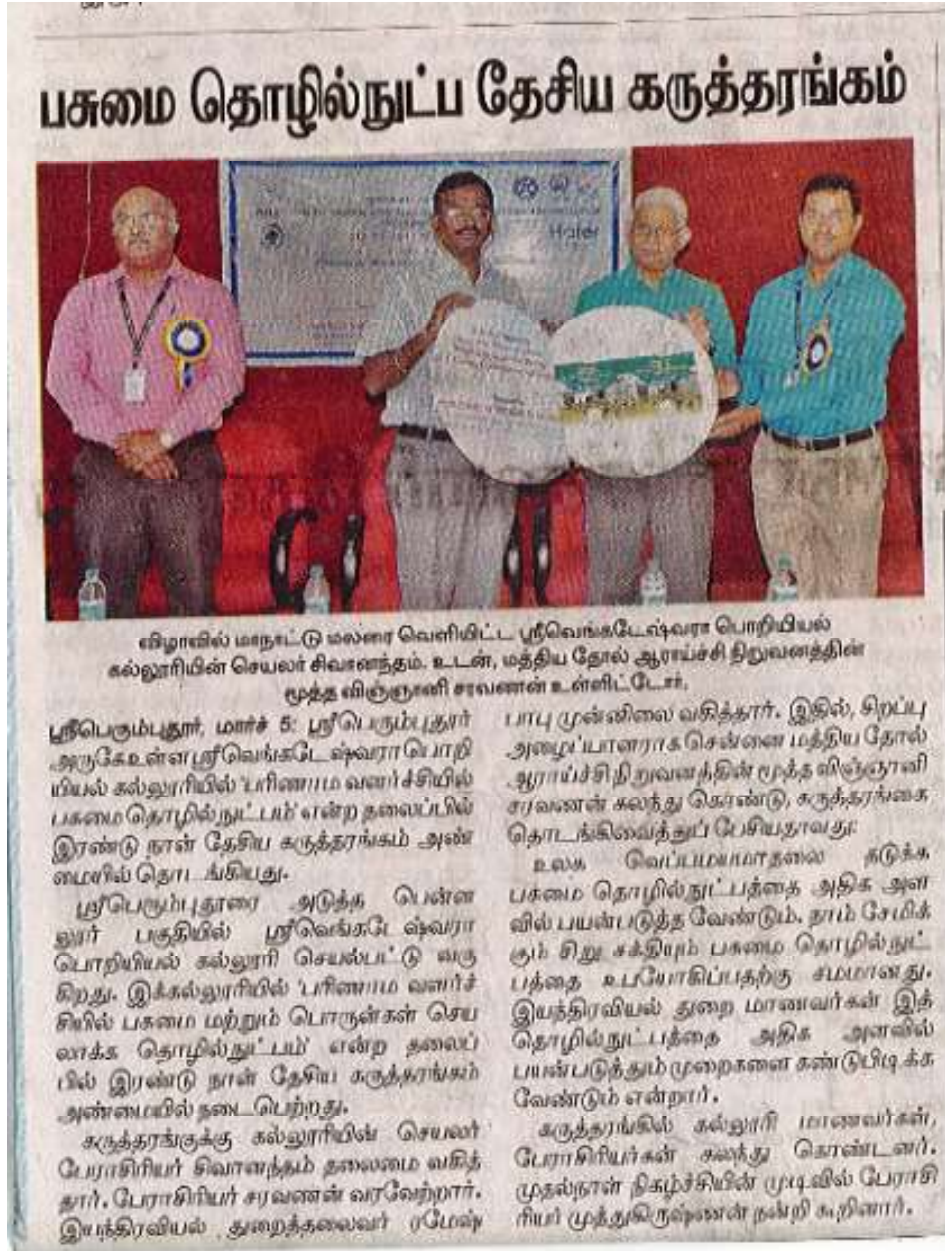 பசுமை தொழில்நுட்ப தேசிய கருத்தரங்கம்
Haier
விழாவில் மாநாட்டு மலரை வெளியிட்ட ஸ்ரீவெங்கடேஷ்வரா பொறியியல்
கல்லூரியின் செயலர் சிவானந்தம். உடன், மத்திய தோல் ஆராய்ச்சி நிறுவனத்தின்
மூத்த விஞ்ஞானி சரவணன் உள்ளிட்டோர்.
ஸ்ரீபெகும்புதூர், மார்ச் 5: ஸ்ரீபெரும்புதூர்
அருகே உள்ள ஸ்ரீவெங்கடேஷ்வரா பொறி
யியல் கல்லூரியில் 'பரிணாம வளர்ச்சியில்
பசுமை தொழில்நுட்பம்' என்ற தலைப்பில்
இரண்டு நாள் தேசிய கருத்தரங்கம் அண்
மையில் தொடங்கியது.
ஸ்ரீபெரும்புதூரை அடுத்த பென்ன
லூர் பகுதியில் ஸ்ரீவெங்கடேஷ்வரா
பொறியியல் கல்லூரி செயல்பட்டு வரு
கிறது. இக்கல்லூரியில் 'பரிணாம வளர்ச்
சியில் பசுமை மற்றும் பொருள்கள் செய
லாக்க தொழில்நுட்பம்' என்ற தலைப்
பில் இரண்டு நாள் தேசிய கருத்தரங்கம்
அண்மையில் நடைபெற்றது.
கருத்தரங்குக்கு கல்லூரியின் செயலர்
பேராசிரியர் சிவானந்தம் தலைமை வகித்
தார். பேராசிரியர் சரவணன் வரவேற்றார்.
இயந்திரவியல் துறைத்தலைவர் ரமேஷ்
பாபு முன்னிலை வகித்தார். இதில், சிறப்பு
அழைப்பாளராக சென்னை மத்திய தோல்
ஆராய்ச்சி நிறுவனத்தின் மூத்த விஞ்ஞானி
சரவணன் கலந்து கொண்டு, கருத்தரங்கை
தொடங்கிவைத்துப் பேசியதாவது:
உலக வெப்பமயமாதலை தடுக்க
பசுமை தொழில்நுட்பத்தை அதிக அள
வில் பயன்படுத்த வேண்டும். நாம் சேமிக்
கும் சிறு சக்தியும் பசுமை தொழில்நுட்
பத்தை உபயோகிப்பதற்கு சமமானது.
இயந்திரவியல் துறை மாணவர்கள் இத்
தொழில்நுட்பத்தை அதிக அளவில்
பயன்படுத்தும் முறைகளை கண்டுபிடிக்க
வேண்டும் என்றார்.
கருத்தரங்கில் கல்லூரி மாணவர்கள்,
பேராசிரியர்கள் கலந்து கொண்டனர்.
முதல்நாள் நிகழ்ச்சியின் முடிவில் பேராசி
ரியர் முத்துகிருஷ்ணன் நன்றி கூறினார்.